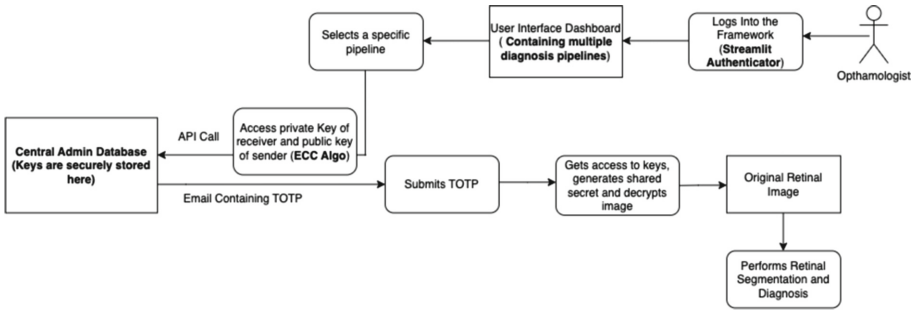 Selects a specific
pipeline
User Interface Dashboard
( Containing multiple
diagnosis pipelines)
Logs Into the
Framework
(Streamlit
Authenticator)
Opthamologist
Central Admin Database
(Keys are securely stored
here)
API Call
Access private Key of
receiver and public key
of sender (ECC Algo)
Email Containing TOTP
Submits TOTP
Gets access to keys,
generates shared
secret and decrypts
image
Original Retinal
Image
Performs Retinal
Segmentation and
Diagnosis